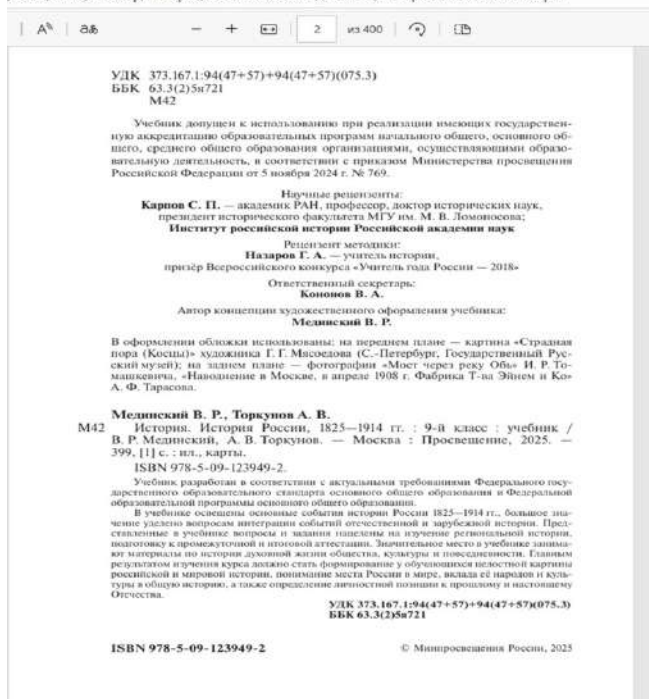 2 из 400
УДК 373.167.1:94(47+57)+94(47+57)(075.3)
ББК 63.3(2)5я721
М42
Учебник допущен к использованию при реализации имеющих государствен-
ную аккредитацию образовательных программ начального общего, основного об-
щего, среднего общего образования организациями, осуществляющими образо-
вательную деятельность, в соответствии с приказом Министерства просвещения
Российской Федерации от 5 ноября 2024 г. № 769.
Научные рецензенты:
Карпов С. П. — академик РАН, профессор, доктор исторических наук,
президент исторического факультета МГУ им. М. В. Ломоносова;
Институт российской истории Российской академии наук
Рецензент методики:
Назаров Г. А. — учитель истории,
призёр Всероссийского конкурса «Учитель года России — 2018»
Ответственный секретарь:
Кононов В. А.
Автор концепции художественного оформления учебника:
Мединский В. Р.
В оформлении обложки использованы: на переднем плане — картина «Страдная
пора (Косцы)» художника Г. Г. Мясоедова (С.-Петербург, Государственный Рус-
ский музей); на заднем плане — фотографии «Мост через реку Обь» И. Р. То-
машкевича, «Наводнение в Москве, в апреле 1908 г. Фабрика Т-ва Эйнем и Ко»
А. Ф. Тарасова.
Мединский В. Р., Торкунов А. В.
М42 История. История России, 1825—1914 гг. : 9-й класс : учебник /
В. Р. Мединский, А. В. Торкунов. — Москва : Просвещение, 2025. —
399, [1] с. : ил., карты.
ISBN 978-5-09-123949-2.
Учебник разработан в соответствии с актуальными требованиями Федерального госу-
дарственного образовательного стандарта основного общего образования и Федеральной
образовательной программы основного общего образования.
В учебнике освещены основные события истории России 1825—1914 гг., большое зна-
чение уделено вопросам интеграции событий отечественной и зарубежной истории. Пред-
ставленные в учебнике вопросы и задания нацелены на изучение региональной истории,
подготовку к промежуточной и итоговой аттестации. Значительное место в учебнике занима-
ют материалы по истории духовной жизни общества, культуры и повседневности. Главным
результатом изучения курса должно стать формирование у обучающихся целостной картины
российской и мировой истории, понимание места России в мире, вклада её народов и куль-
туры в общую историю, а также определение личностной позиции к прошлому и настоящему
Отечества.
УДК 373.167.1:94(47+57)+94(47+57)(075.3)
ББК 63.3(2)5я721
ISBN 978-5-09-123949-2 © Минпросвещения России, 2025